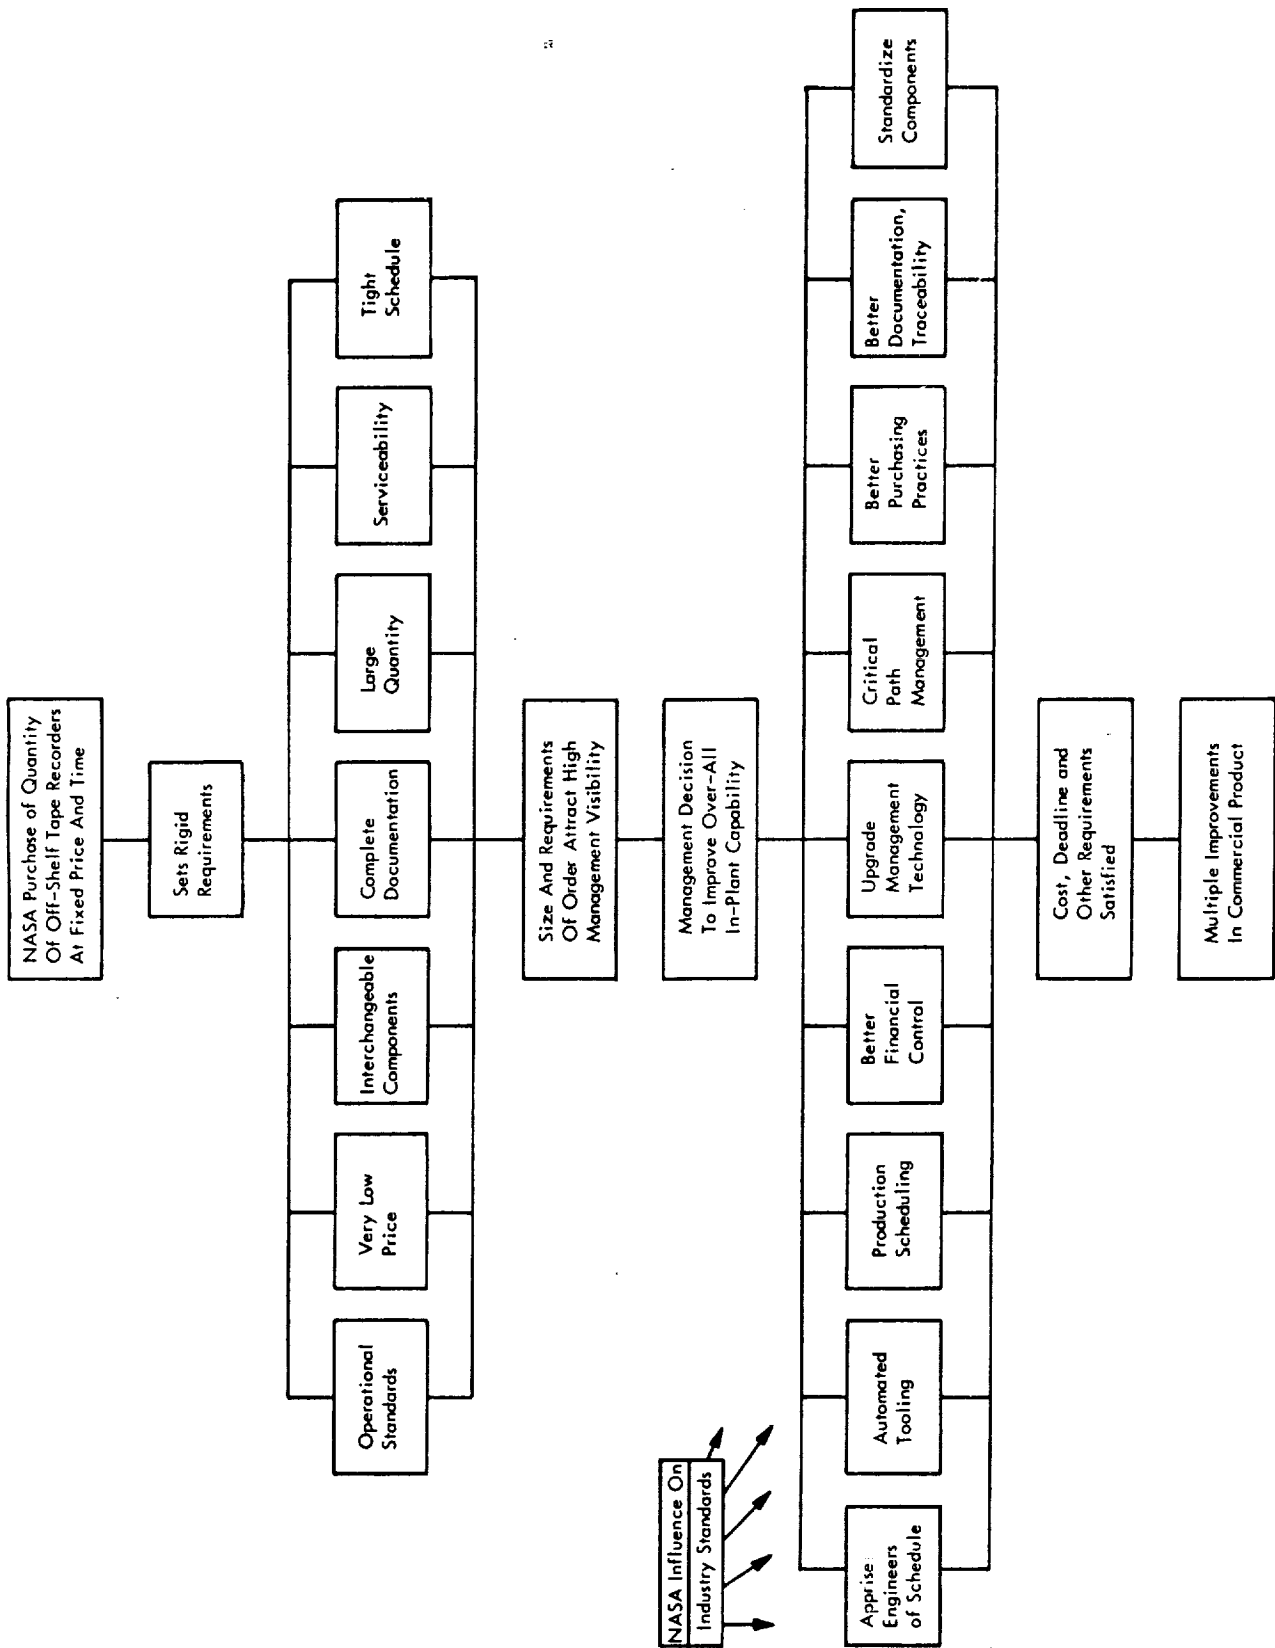 NASA Purchase of Quantity
Of Off-Shelf Tape Recorders
At Fixed Price And Time
Sets Rigid
Requirements
Operational
Standards
Very Low
Price
Interchangeable
Components
Complete
Documentation
Large
Quantity
Serviceability
Tight
Schedule
Size And Requirements
Of Order Attract High
Management Visibility
NASA Influence On
Industry Standards
Management Decision
To Improve Over-All
In-Plant Capability
Apprise
Engineers
of Schedule
Automated
Tooling
Production
Scheduling
Better
Financial
Control
Upgrade
Management
Technology
Critical
Path
Management
Better
Purchasing
Practices
Better
Documentation,
Traceability
Standardize
Components
Cost, Deadline and
Other Requirements
Satisfied
Multiple Improvements
In Commercial Product